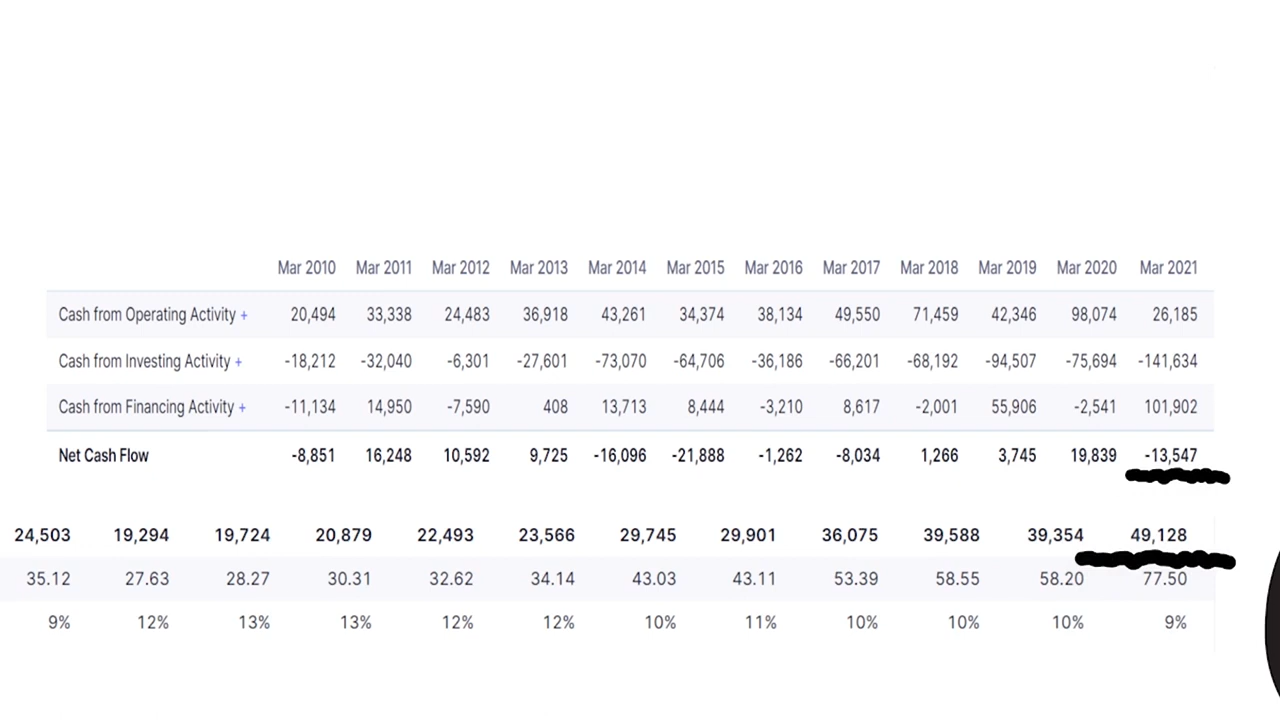 Mar 2010 Mar 2011 Mar 2012 Mar 2013 Mar 2014 Mar 2015 Mar 2016 Mar 2017 Mar 2018 Mar 2019 Mar 2020 Mar 2021
Cash from Operating Activity + 20,494 33,338 24,483 36,918 43,261 34,374 38,134 49,550 71,459 42,346 98,074 26,185
Cash from Investing Activity + -18,212 -32,040 -6,301 -27,601 -73,070 -64,706 -36,186 -66,201 -68,192 -94,507 -75,694 -141,634
Cash from Financing Activity + -11,134 14,950 -7,590 408 13,713 8,444 -3,210 8,617 -2,001 55,906 -2,541 101,902
Net Cash Flow -8,851 16,248 10,592 9,725 -16,096 -21,888 -1,262 -8,034 1,266 3,745 19,839 -13,547
24,503 19,294 19,724 20,879 22,493 23,566 29,745 29,901 36,075 39,588 39,354 49,128
35.12 27.63 28.27 30.31 32.62 34.14 43.03 43.11 53.39 58.55 58.20 77.50
9% 12% 13% 13% 12% 12% 10% 11% 10% 10% 10% 9%